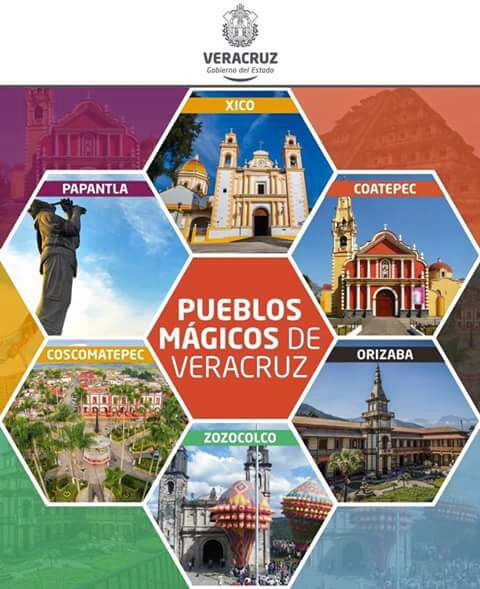 VERACRUZ
Gobierno del Estado
XICO
PAPANTLA
COATEPEC
PUEBLOS
MÁGICOS DE
VERACRUZ
COSCOMATEPEC
ORIZABA
ZOZOCOLCO